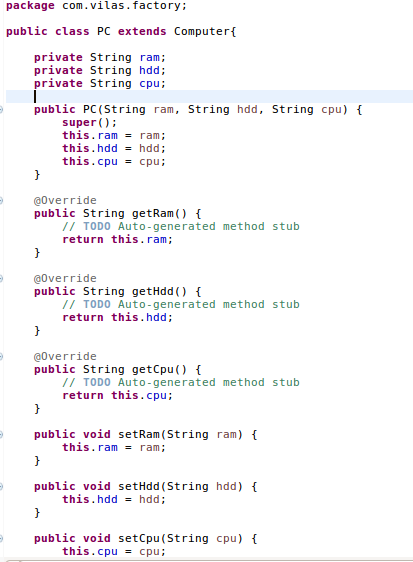 package com.vilas.factory;
public class PC extends Computer{
private String ram;
private String hdd;
private String cpu;
public PC(String ram, String hdd, String cpu) {
super();
this.ram = ram;
this.hdd = hdd;
this.cpu = cpu;
}
@Override
public String getRam() {
// TODO Auto-generated method stub
return this.ram;
}
@Override
public String getHdd() {
// TODO Auto-generated method stub
return this.hdd;
}
@Override
public String getCpu() {
// TODO Auto-generated method stub
return this.cpu;
}
public void setRam(String ram) {
this.ram = ram;
}
public void setHdd(String hdd) {
this.hdd = hdd;
}
public void setCpu(String cpu) {
this.cpu = cpu;